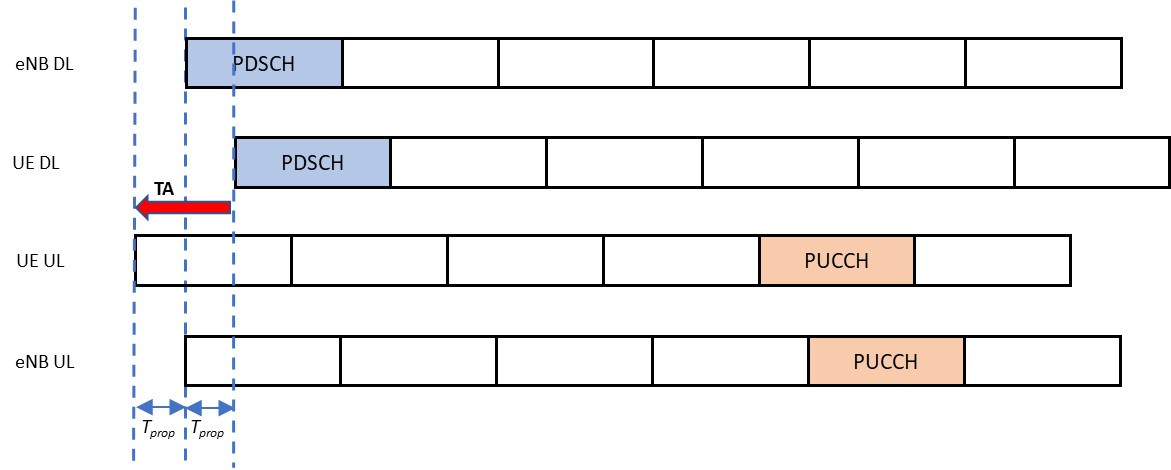 eNB DL
PDSCH
UE DL
PDSCH
TA
UE UL
PUCCH
eNB UL
PUCCH
Tprop Tprop